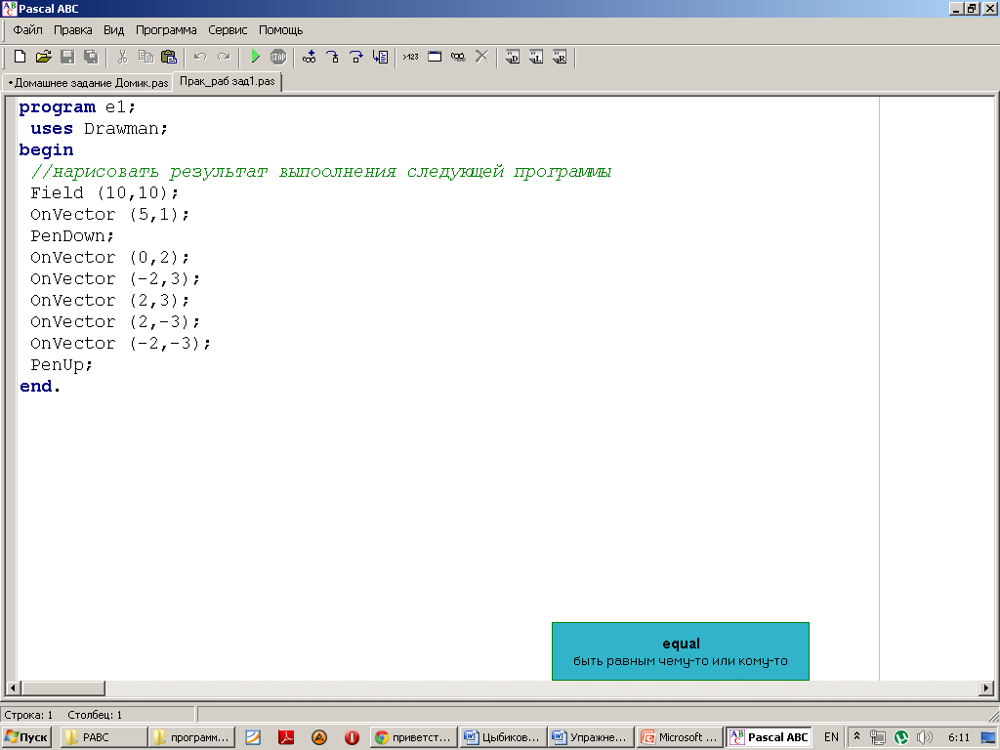 Pascal ABC
Файл Правка Вид Программа Сервис Помощь
•Домашнее задание Домик.pas Прак_раб зад1.pas
program e1;
uses Drawman;
begin
//нарисовать результат выпоолнения следующей программы
Field (10,10);
OnVector (5,1);
PenDown;
OnVector (0,2);
OnVector (-2,3);
OnVector (2,3);
OnVector (2,-3);
OnVector (-2,-3);
PenUp;
end.
equal
быть равным чему-то или кому-то
Строка: 1 Столбец: 1
Пуск PABC программ... приветст... Цыбиков... Упражне... Microsoft ... Pascal ABC EN 6:11